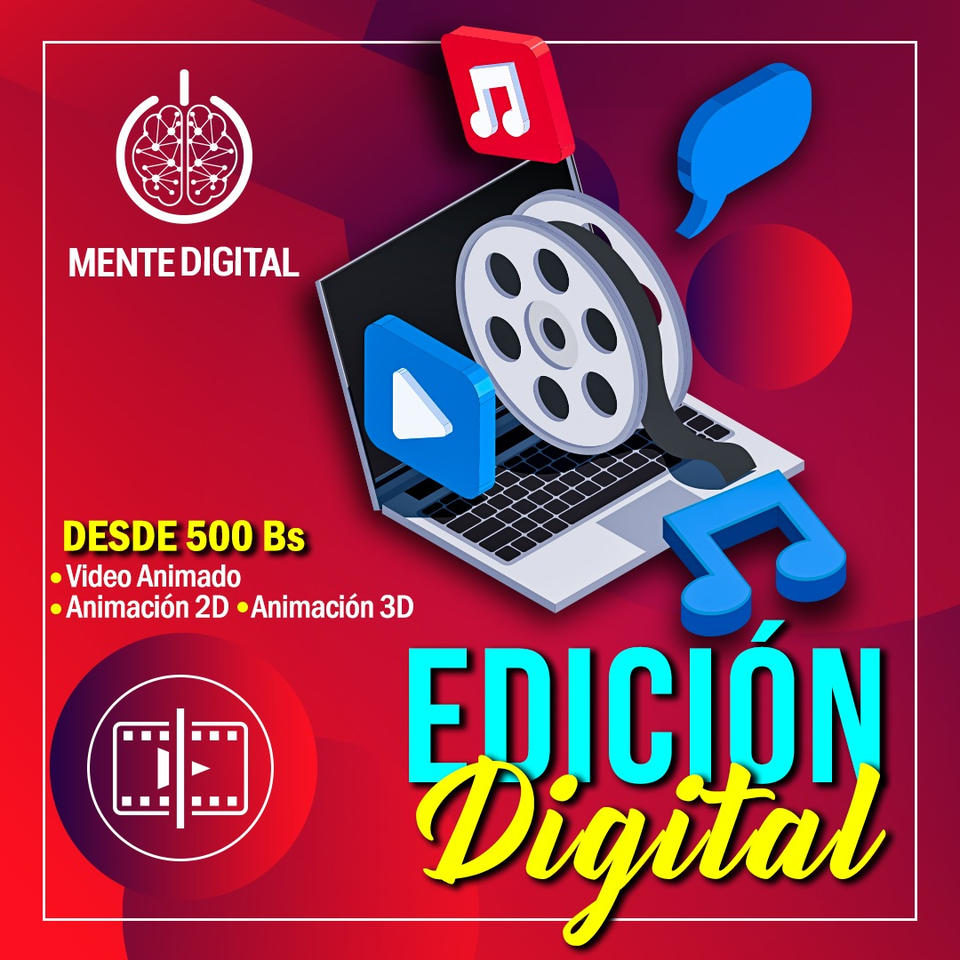 MENTE DIGITAL
DESDE 500 Bs
• Video Animado
• Animación 2D • Animación 3D
EDICIÓN
Digital